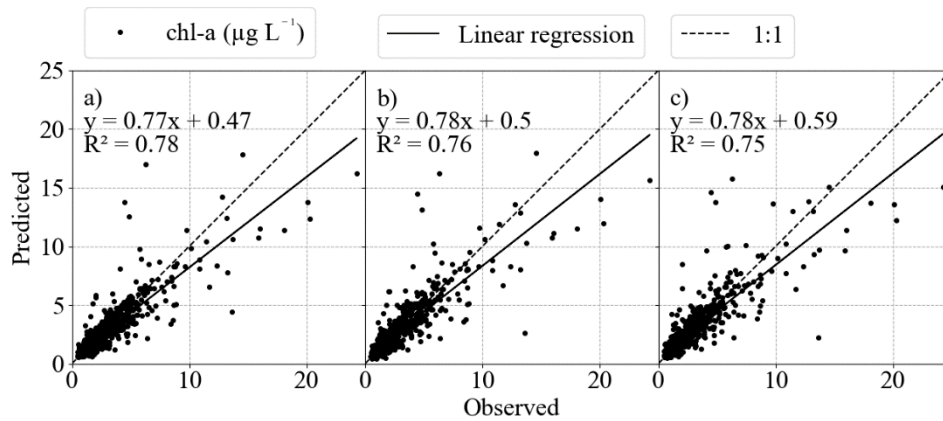 chl-a (µg L⁻¹)
Linear regression
1:1
25
20
15
10
5
0
Predicted
a)
y = 0.77x + 0.47
R² = 0.78
b)
y = 0.78x + 0.5
R² = 0.76
c)
y = 0.78x + 0.59
R² = 0.75
0 10 20 0 10 20 0 10 20
Observed